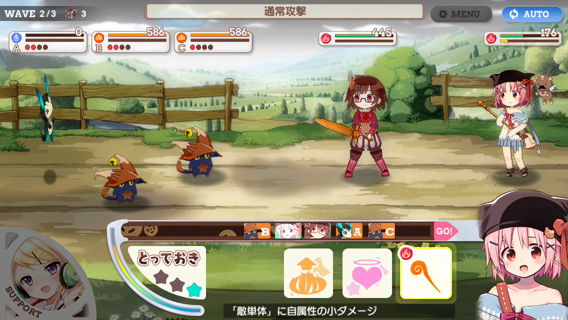 WAVE 2/3 3
通常攻撃
MENU
AUTO
A 0
B 586
C 586
445
176
B A C GO!
とっておき
SUPPORT
「敵単体」に自属性の小ダメージ